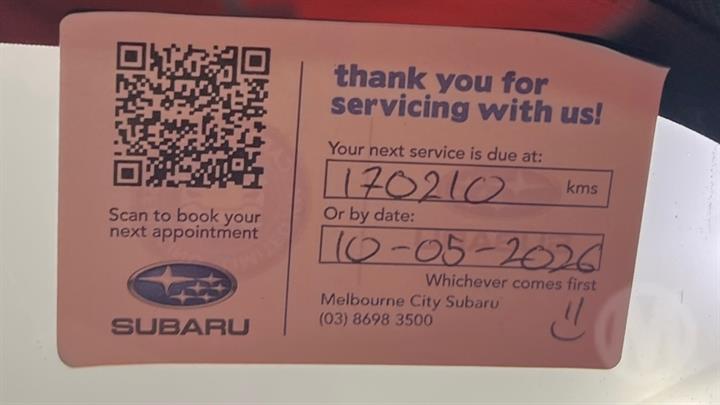 thank you for
servicing with us!
Your next service is due at:
170210 kms
Or by date:
10-05-2026
Whichever comes first
Melbourne City Subaru
(03) 8698 3500
Scan to book your
next appointment
SUBARU